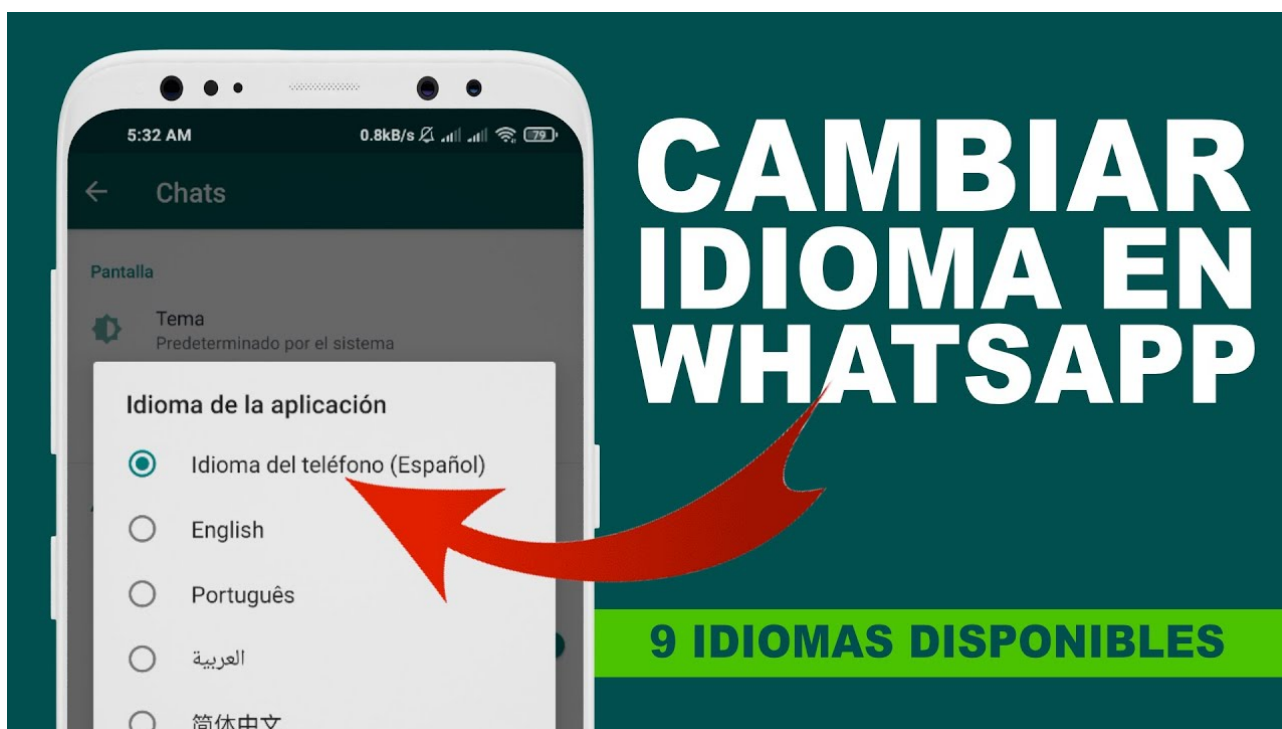 5:32 AM
0.8kB/s
79
Chats
Pantalla
Tema
Predeterminado por el sistema
Idioma de la aplicación
Idioma del teléfono (Español)
English
Português
العربية
简体中文
CAMBIAR
IDIOMA EN
WHATSAPP
9 IDIOMAS DISPONIBLES